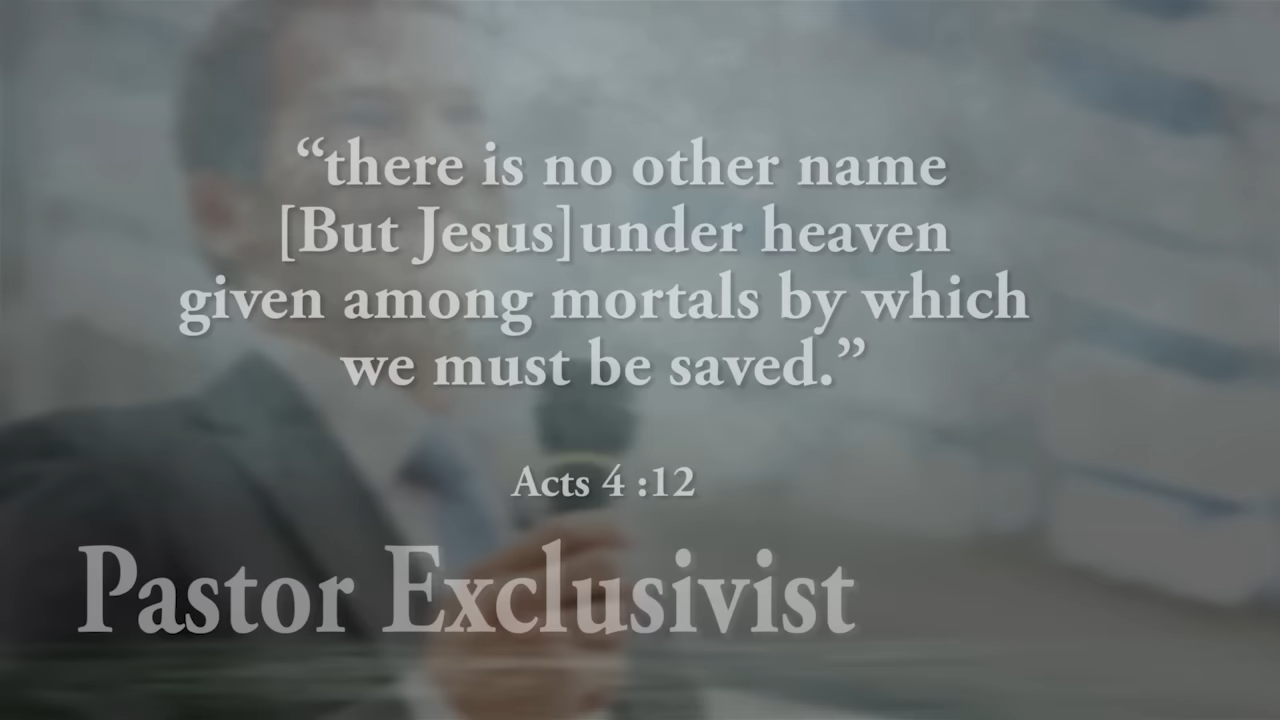 “there is no other name
[But Jesus]under heaven
given among mortals by which
we must be saved.”
Acts 4 :12
Pastor Exclusivist